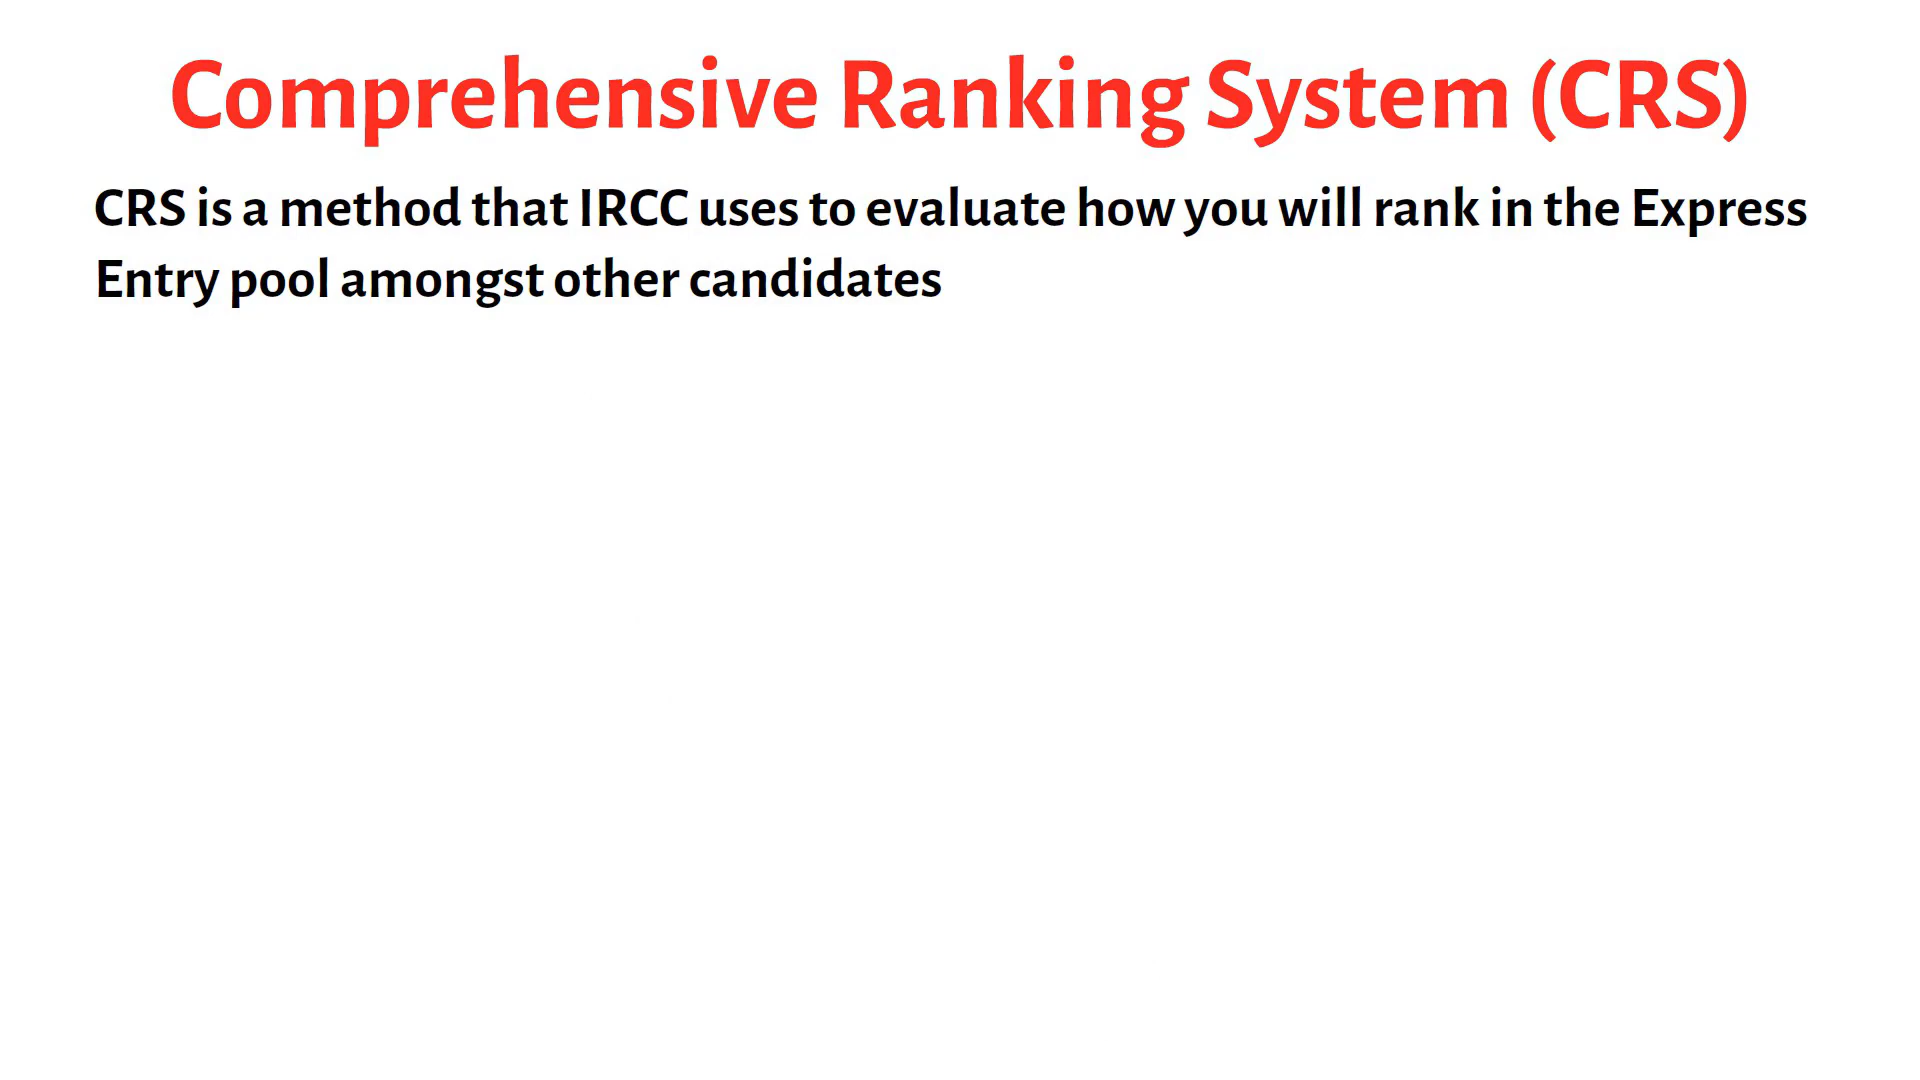 Comprehensive Ranking System (CRS)
CRS is a method that IRCC uses to evaluate how you will rank in the Express
Entry pool amongst other candidates